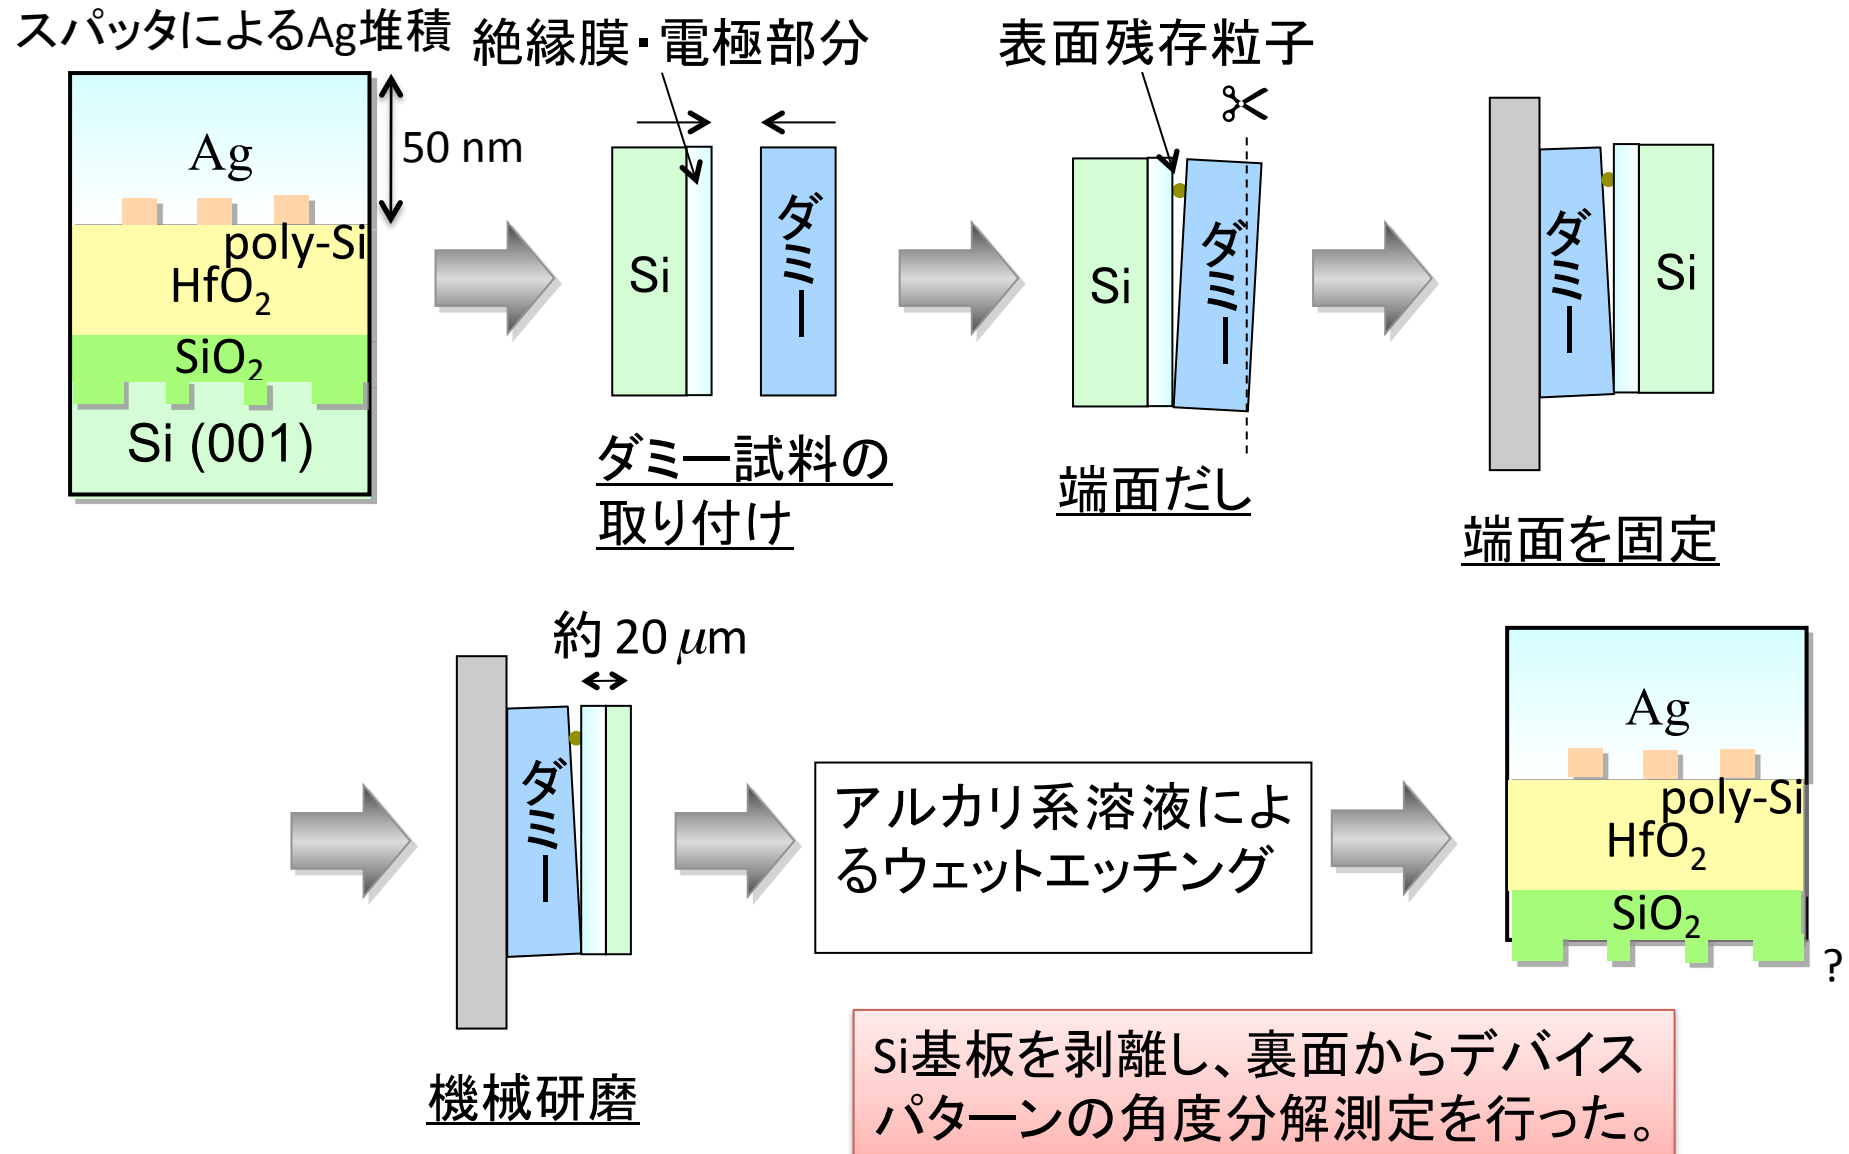 スパッタによるAg堆積
絶縁膜・電極部分
表面残存粒子
50 nm
Ag
poly-Si
HfO2
SiO2
Si (001)
Si
ダミー
ダミー試料の
取り付け
Si
ダミー
端面だし
ダミー
Si
端面を固定
約 20 μm
ダミー
機械研磨
アルカリ系溶液によ
るウェットエッチング
Ag
poly-Si
HfO2
SiO2
?
Si基板を剥離し、裏面からデバイス
パターンの角度分解測定を行った。